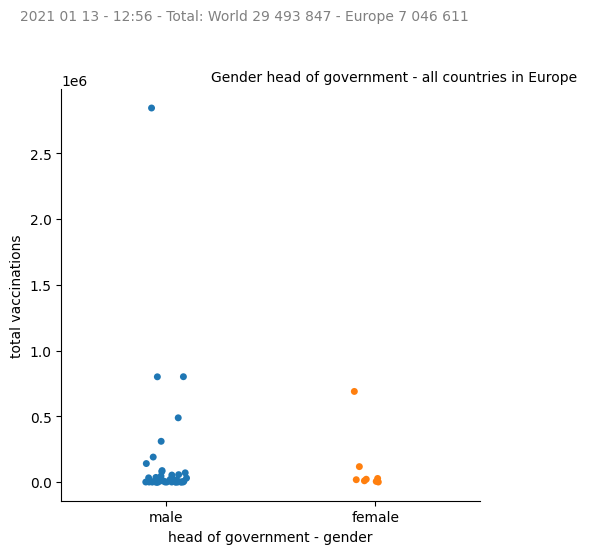 2021 01 13 - 12:56 - Total: World 29 493 847 - Europe 7 046 611
Gender head of government - all countries in Europe
1e6
2.5
2.0
1.5
1.0
0.5
0.0
total vaccinations
male female
head of government - gender